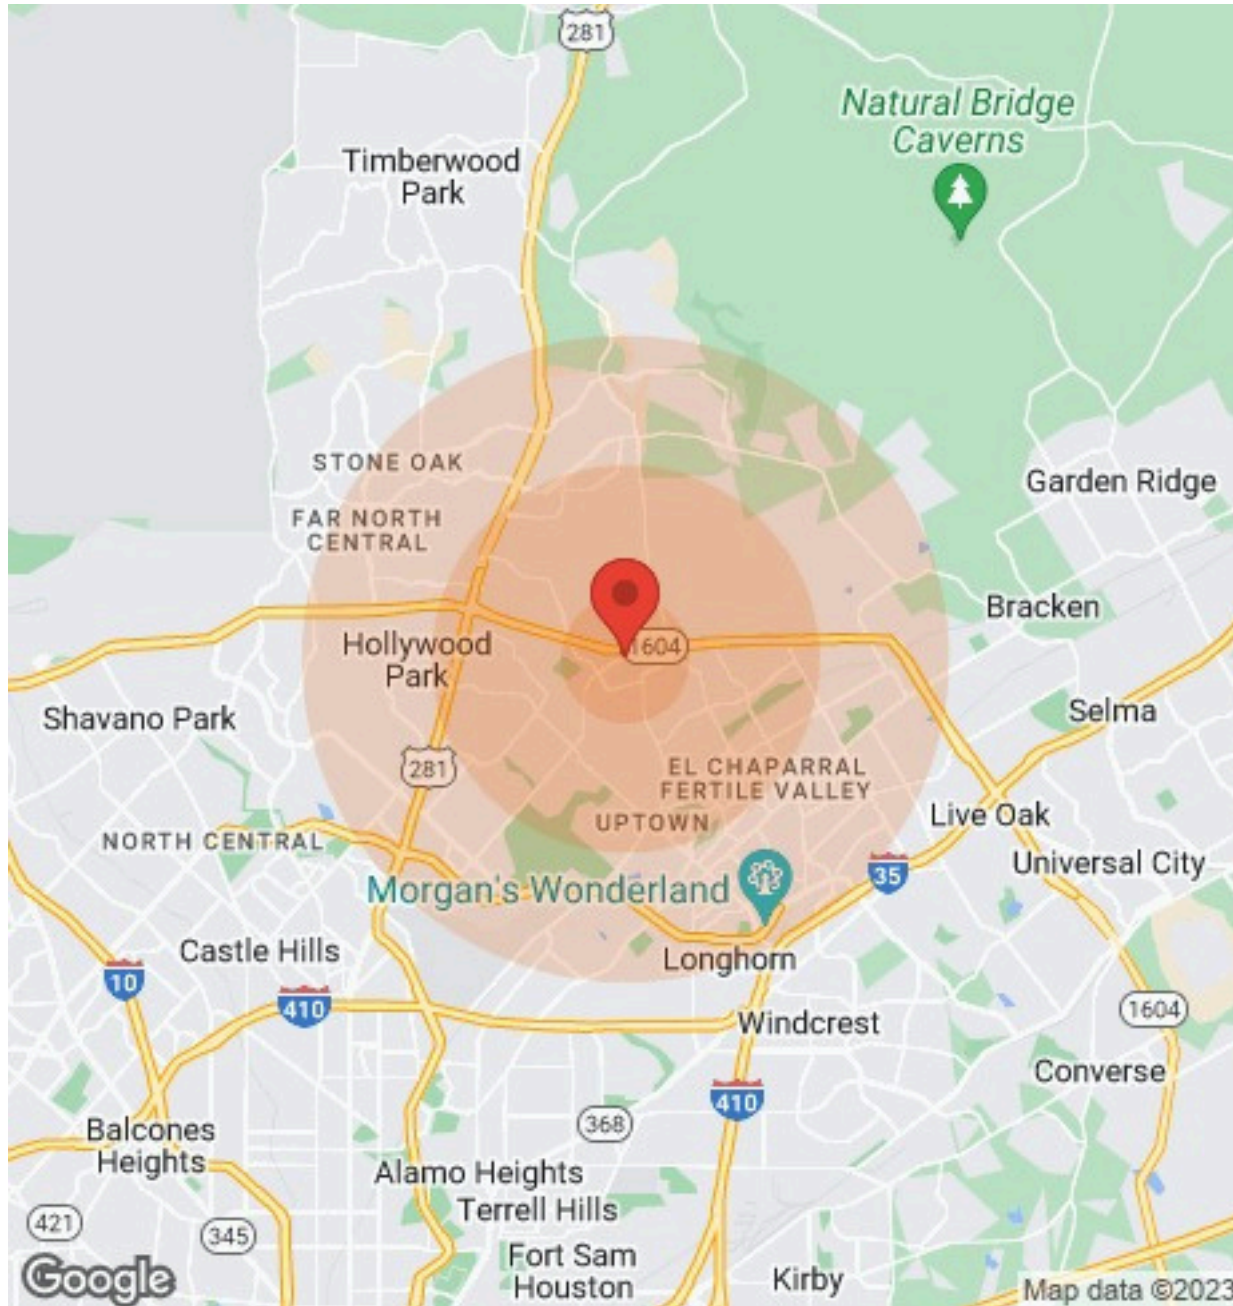 281
Natural Bridge
Caverns
Timberwood
Park
STONE OAK
Garden Ridge
FAR NORTH
CENTRAL
Bracken
Hollywood
Park
1604
Shavano Park
Selma
281
EL CHAPARRAL
FERTILE VALLEY
Live Oak
UPTOWN
NORTH CENTRAL
Universal City
Morgan's Wonderland
35
Castle Hills
Longhorn
10
410
1604
Windcrest
Converse
410
368
Balcones
Heights
Alamo Heights
Terrell Hills
421
345
Fort Sam
Houston
Kirby
Google
Map data ©2023